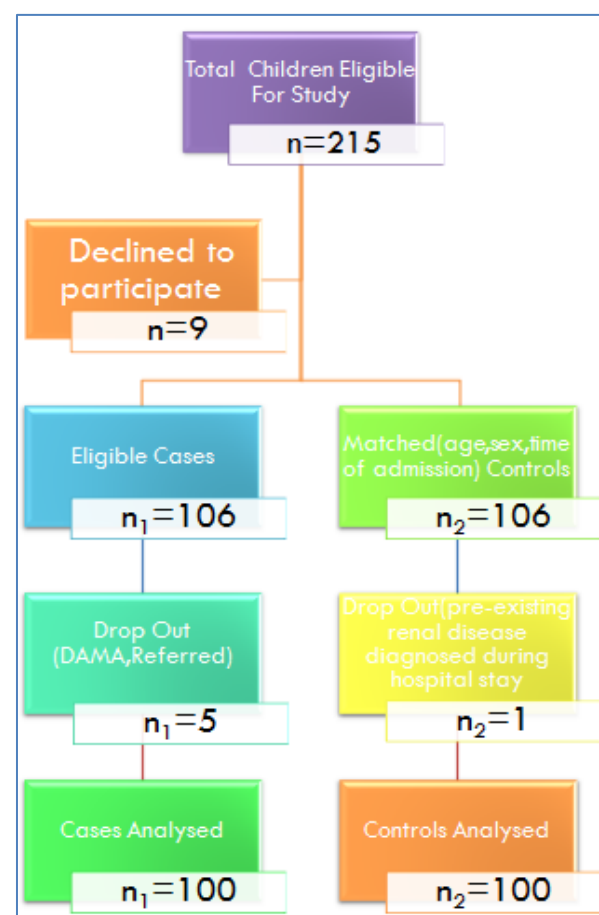 Total Children Eligible
For Study
n=215
Declined to
participate
n=9
Eligible Cases
n₁=106
Matched(age,sex,time
of admission) Controls
n₂=106
Drop Out
(DAMA,Referred)
n₁=5
Drop Out(pre-existing
renal disease
diagnosed during
hospital stay
n₂=1
Cases Analysed
n₁=100
Controls Analysed
n₂=100